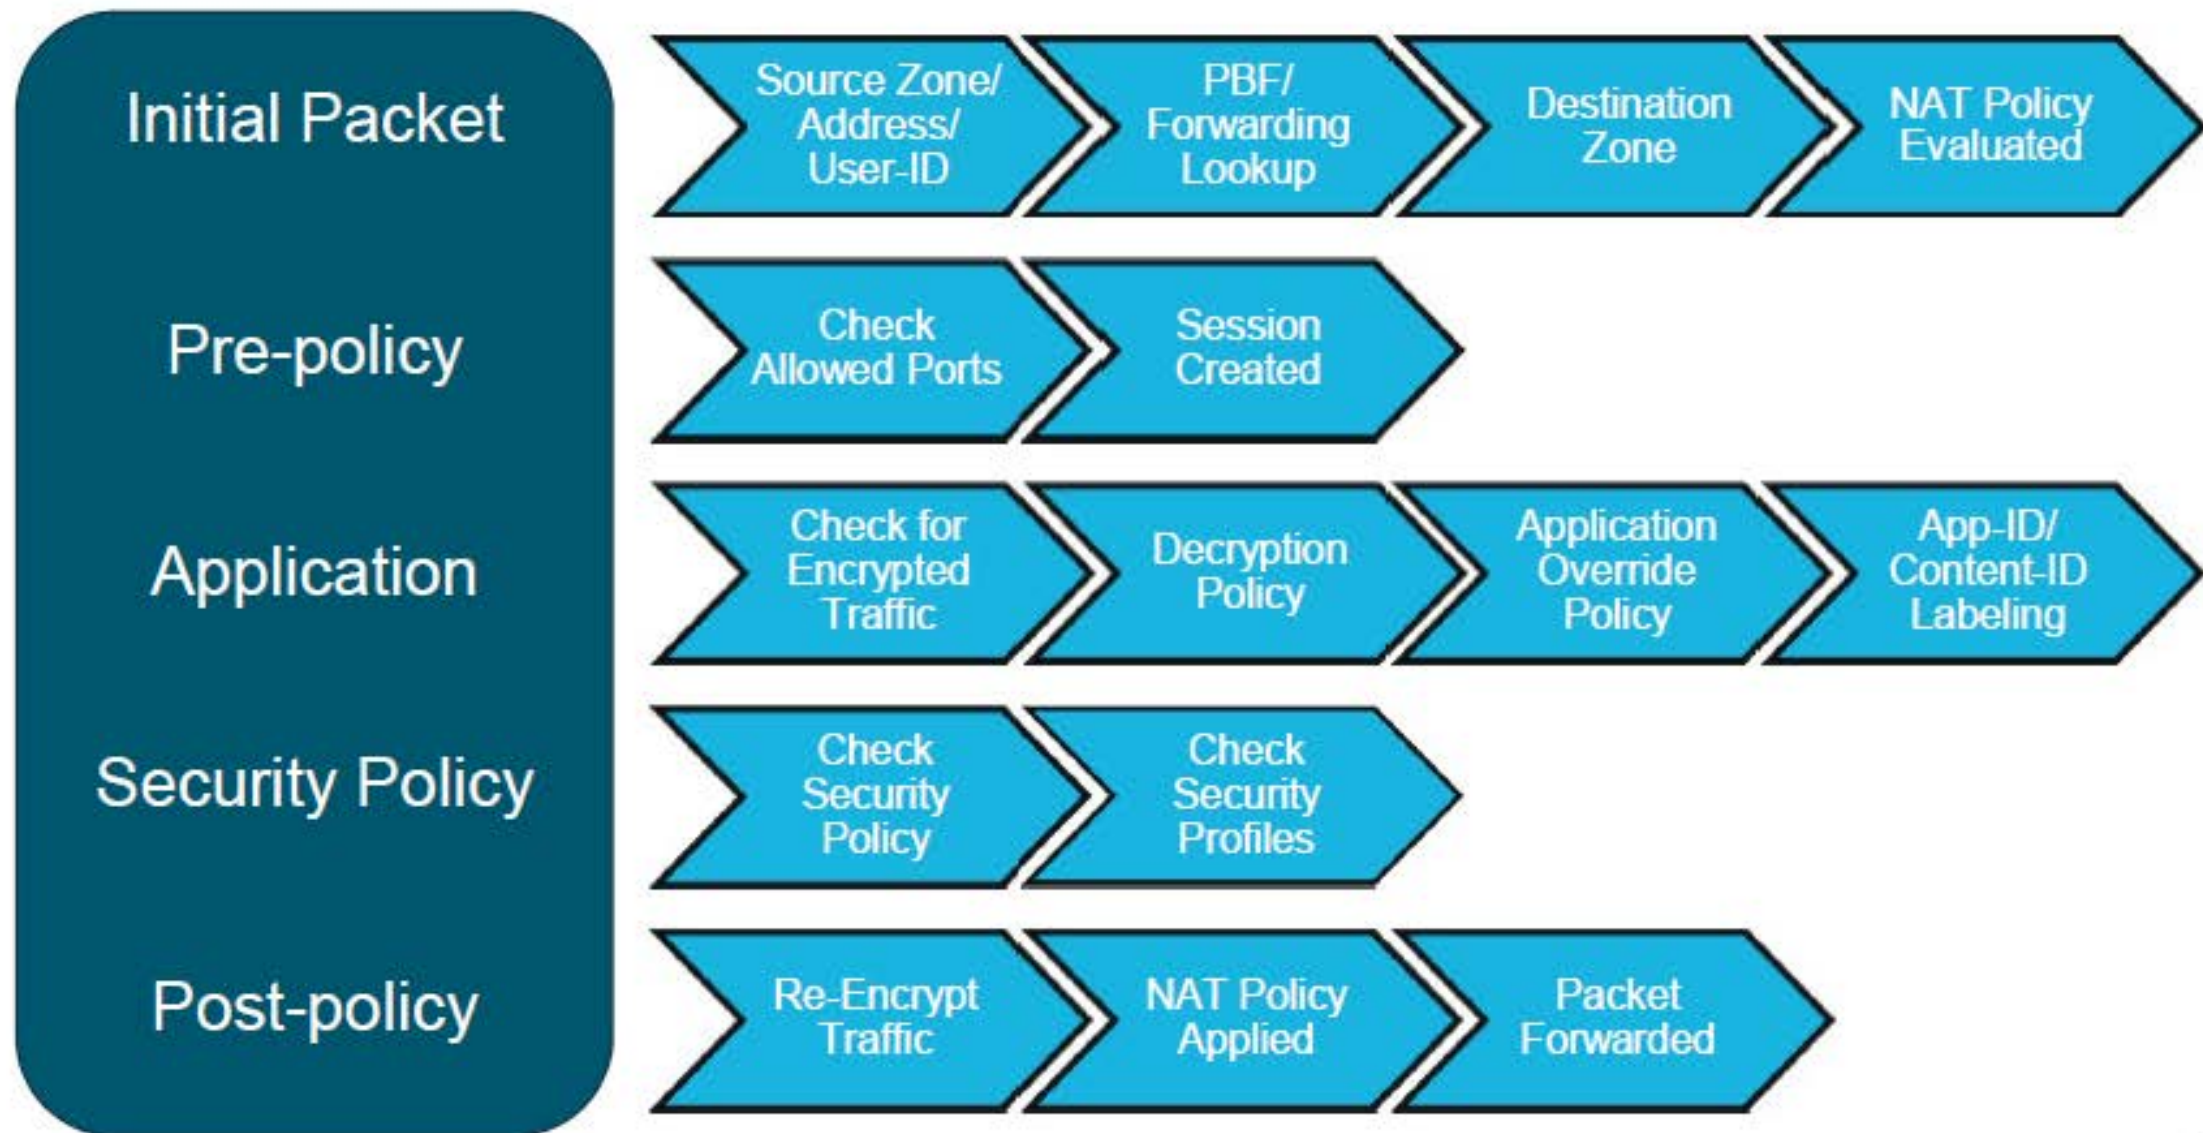 Initial Packet
Source Zone/
Address/
User-ID
PBF/
Forwarding
Lookup
Destination
Zone
NAT Policy
Evaluated
Pre-policy
Check
Allowed Ports
Session
Created
Application
Check for
Encrypted
Traffic
Decryption
Policy
Application
Override
Policy
App-ID/
Content-ID
Labeling
Security Policy
Check
Security
Policy
Check
Security
Profiles
Post-policy
Re-Encrypt
Traffic
NAT Policy
Applied
Packet
Forwarded